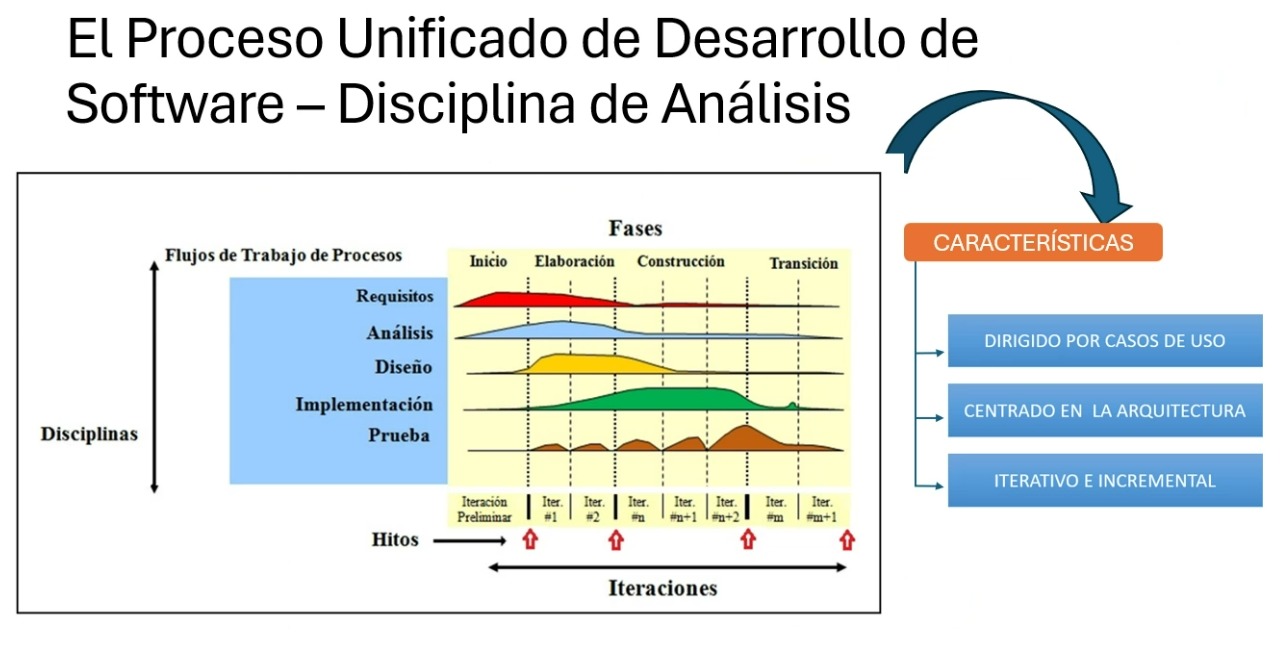 El Proceso Unificado de Desarrollo de
Software – Disciplina de Análisis
Fases
Flujos de Trabajo de Procesos
Inicio Elaboración Construcción Transición
Requisitos
Análisis
Diseño
Implementación
Prueba
Disciplinas
Iteración Iter. Iter. Iter. Iter. Iter. Iter. Iter.
Preliminar #1 #2 #n #n+1 #n+2 #m #m+1
Hitos
Iteraciones
CARACTERÍSTICAS
DIRIGIDO POR CASOS DE USO
CENTRADO EN LA ARQUITECTURA
ITERATIVO E INCREMENTAL